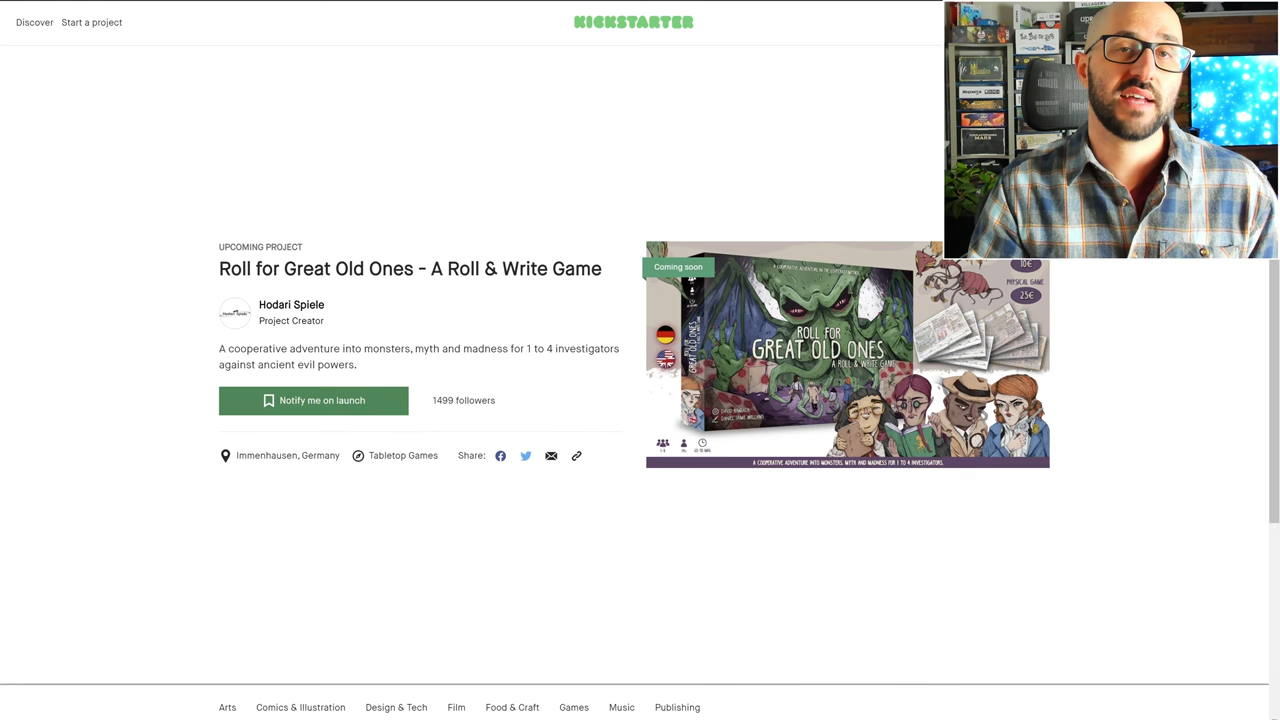 Discover Start a project
KICKSTARTER
UPCOMING PROJECT
Roll for Great Old Ones - A Roll & Write Game
Hodari Spiele
Project Creator
A cooperative adventure into monsters, myth and madness for 1 to 4 investigators
against ancient evil powers.
Notify me on launch
1499 followers
Immenhausen, Germany
Tabletop Games
Share:
Coming soon
A COOPERATIVE ADVENTURE IN THE
ROLL FOR
GREAT OLD ONES
A ROLL & WRITE GAME
10€
PHYSICAL GAME
25€
A COOPERATIVE ADVENTURE INTO MONSTERS, MYTH AND MADNESS FOR 1 TO 4 INVESTIGATORS.
Arts Comics & Illustration Design & Tech Film Food & Craft Games Music Publishing